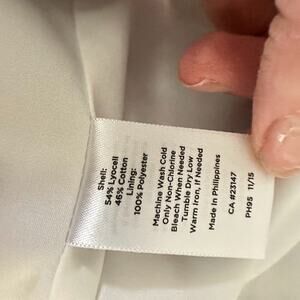 Shell:
54% Lyocell
46% Cotton
Lining:
100% Polyester
Machine Wash Cold
Only Non-Chlorine
Bleach When Needed
Tumble Dry Low
Warm Iron, If Needed
Made In Philippines
CA #23147
PH95 11/15